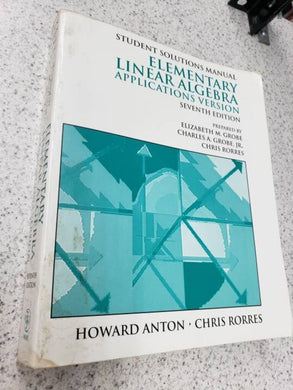 STUDENT SOLUTIONS MANUAL
ELEMENTARY
LINEAR ALGEBRA
APPLICATIONS VERSION
SEVENTH EDITION
PREPARED BY
ELIZABETH M. GROBE
CHARLES A. GROBE, JR.
CHRIS RORRES
HOWARD ANTON · CHRIS RORRES